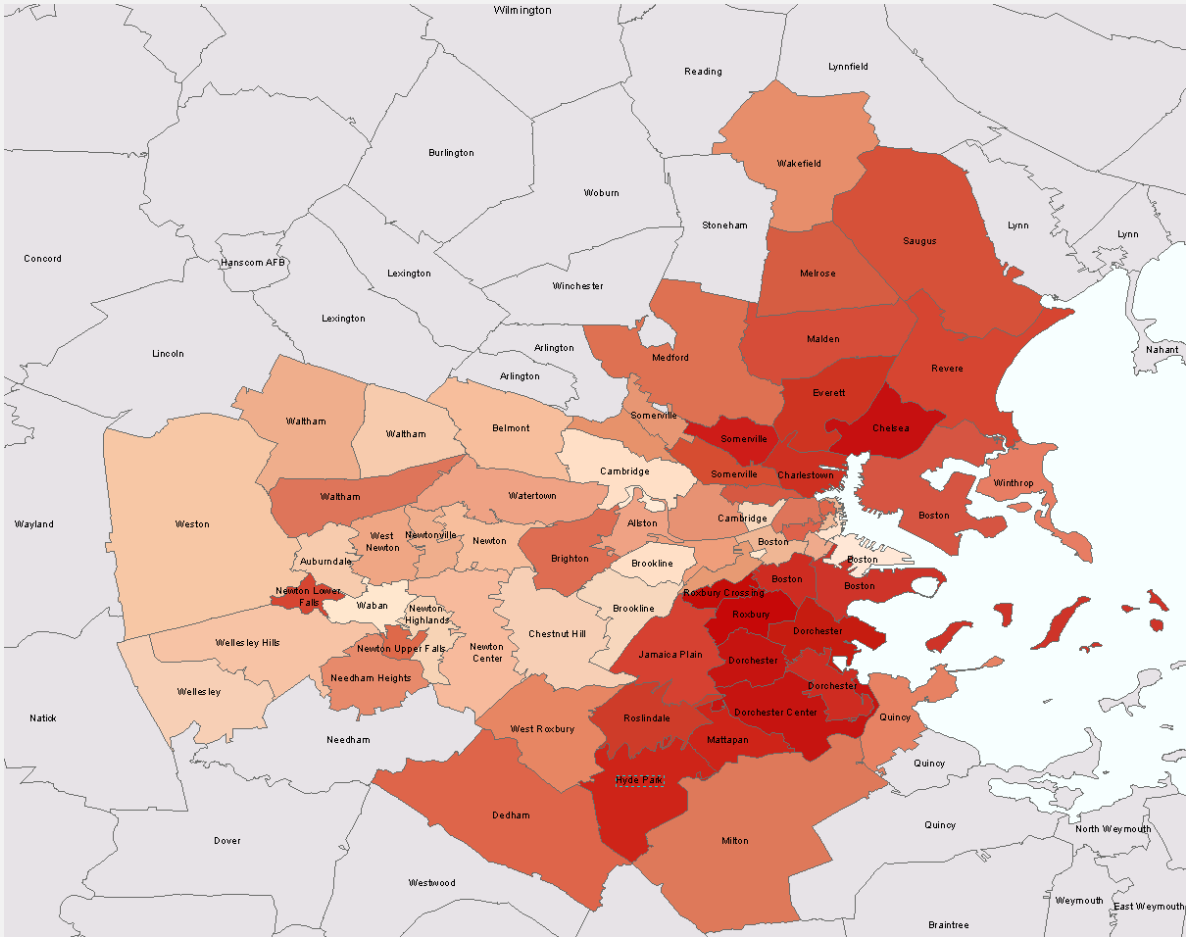 Wilmington
Reading
Lynnfield
Burlington
Wakefield
Woburn
Stoneham
Lynn
Lynn
Saugus
Concord
Hanscom AFB
Lexington
Melrose
Winchester
Lexington
Malden
Arlington
Nahant
Lincoln
Medford
Revere
Arlington
Everett
Somerville
Waltham
Belmont
Chelsea
Waltham
Somerville
Cambridge
Somerville
Charlestown
Winthrop
Waltham
Watertown
Boston
Cambridge
Wayland
Weston
Allston
West
Newton
Newtonville
Newton
Boston
Auburndale
Brighton
Brookline
Boston
Boston
Boston
Newton Lower
Falls
Roxbury Crossing
Waban
Newton
Highlands
Brookline
Roxbury
Dorchester
Chestnut Hill
Wellesley Hills
Newton Upper Falls
Newton
Center
Jamaica Plain
Dorchester
Needham Heights
Dorchester
Wellesley
Dorchester Center
Roslindale
Quincy
Natick
West Roxbury
Needham
Mattapan
Quincy
Hyde Park
Dedham
Quincy
North Weymouth
Dover
Milton
Westwood
Weymouth
East Weymouth
Braintree